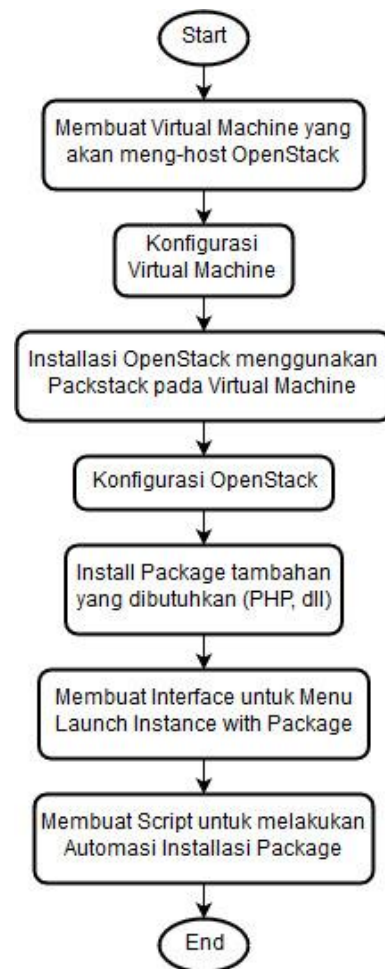 Start
Membuat Virtual Machine yang
akan meng-host OpenStack
Konfigurasi
Virtual Machine
Installasi OpenStack menggunakan
Packstack pada Virtual Machine
Konfigurasi OpenStack
Install Package tambahan
yang dibutuhkan (PHP, dll)
Membuat Interface untuk Menu
Launch Instance with Package
Membuat Script untuk melakukan
Automasi Installasi Package
End